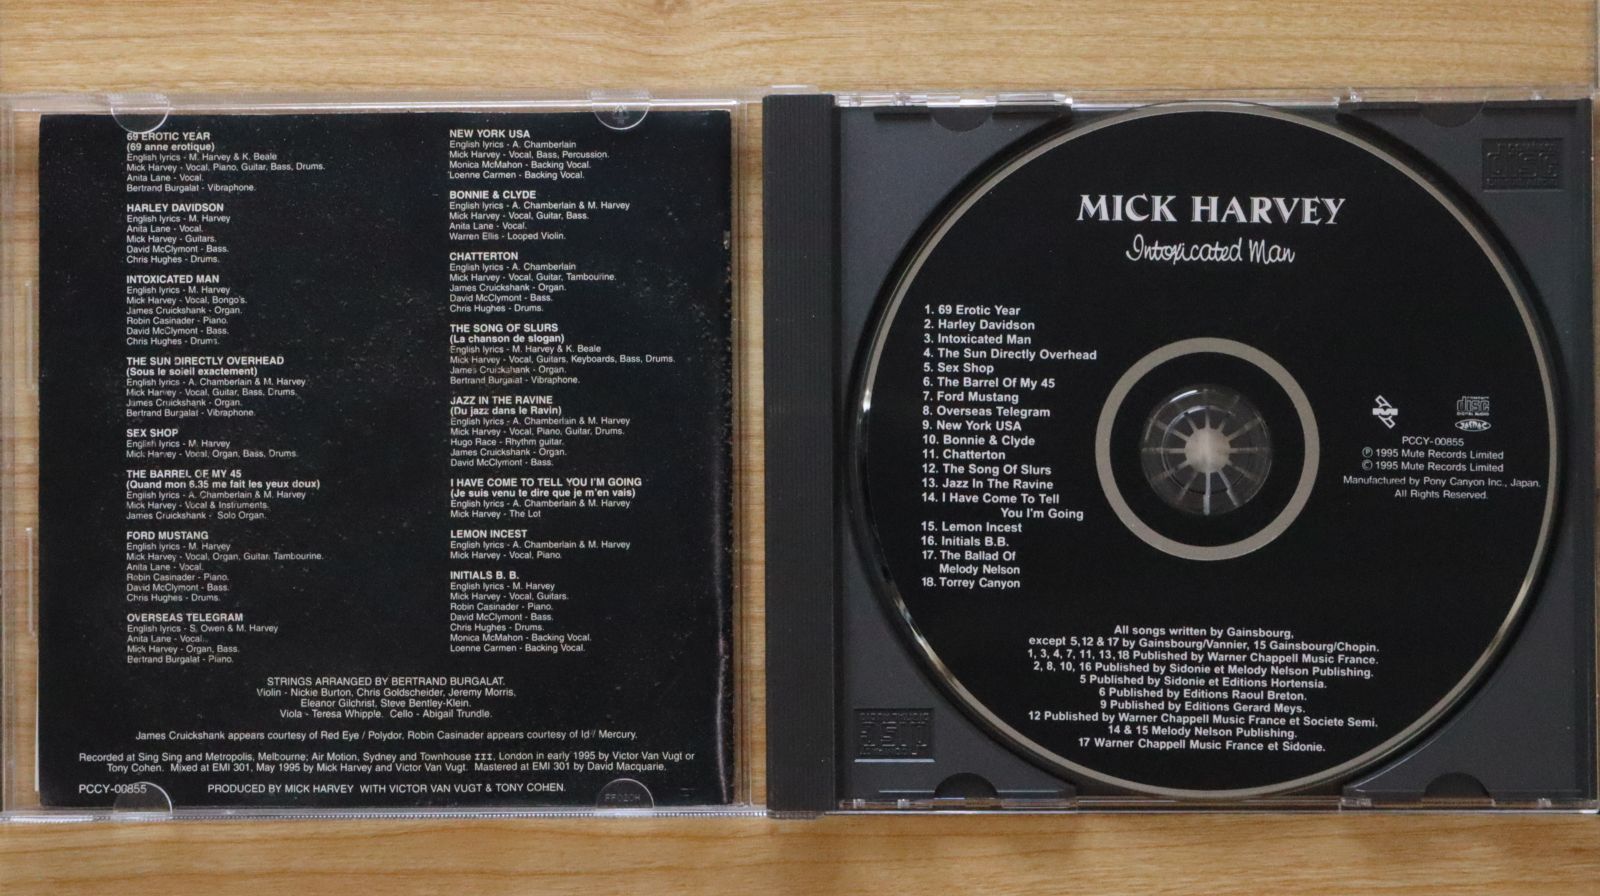 69 EROTIC YEAR
(69 anne erotique)
English lyrics - M. Harvey & K. Beale
Mick Harvey - Vocal, Piano, Guitar, Bass, Drums.
Anita Lane - Vocal.
Bertrand Burgalat - Vibraphone.
HARLEY DAVIDSON
English lyrics - M. Harvey
Anita Lane - Vocal.
Mick Harvey - Guitars.
David McClymont - Bass.
Chris Hughes - Drums.
INTOXICATED MAN
English lyrics - M. Harvey
Mick Harvey - Vocal, Bongo's.
James Cruickshank - Organ.
Robin Casinader - Piano.
David McClymont - Bass.
Chris Hughes - Drums.
THE SUN DIRECTLY OVERHEAD
(Sous le soleil exactement)
English lyrics - A. Chamberlain & M. Harvey
Mick Harvey - Vocal, Guitar, Bass, Drums.
James Cruickshank - Organ.
Bertrand Burgalat - Vibraphone.
SEX SHOP
English lyrics - M. Harvey
Mick Harvey - Vocal, Organ, Bass, Drums.
THE BARREL OF MY 45
(Quand mon 6.35 me fait les yeux doux)
English lyrics - A. Chamberlain & M. Harvey
Mick Harvey - Vocal & Instruments.
James Cruickshank - Solo Organ.
FORD MUSTANG
English lyrics - M. Harvey
Mick Harvey - Vocal, Organ, Guitar, Tambourine.
Anita Lane - Vocal.
Robin Casinader - Piano.
David McClymont - Bass.
Chris Hughes - Drums.
OVERSEAS TELEGRAM
English lyrics - S. Owen & M. Harvey
Anita Lane - Vocal.
Mick Harvey - Organ, Bass.
Bertrand Burgalat - Piano.
NEW YORK USA
English lyrics - A. Chamberlain
Mick Harvey - Vocal, Bass, Percussion.
Monica McMahon - Backing Vocal.
Loenne Carmen - Backing Vocal.
BONNIE & CLYDE
English lyrics - A. Chamberlain & M. Harvey
Mick Harvey - Vocal, Guitar, Bass.
Anita Lane - Vocal.
Warren Ellis - Looped Violin.
CHATTERTON
English lyrics - A. Chamberlain
Mick Harvey - Vocal, Guitar, Tambourine.
James Cruickshank - Organ.
David McClymont - Bass.
Chris Hughes - Drums.
THE SONG OF SLURS
(La chanson de slogan)
English lyrics - M. Harvey & K. Beale
Mick Harvey - Vocal, Guitars, Keyboards, Bass, Drums.
James Cruickshank - Organ.
Bertrand Burgalat - Vibraphone.
JAZZ IN THE RAVINE
(Du jazz dans le Ravin)
English lyrics - A. Chamberlain & M. Harvey
Mick Harvey - Vocal, Piano, Guitar, Drums.
Hugo Race - Rhythm guitar.
James Cruickshank - Organ.
David McClymont - Bass.
I HAVE COME TO TELL YOU I'M GOING
(Je suis venu te dire que je m'en vais)
English lyrics - A. Chamberlain & M. Harvey
Mick Harvey - The Lot
LEMON INCEST
English lyrics - A. Chamberlain & M. Harvey
Mick Harvey - Vocal, Piano.
INITIALS B. B.
English lyrics - M. Harvey
Mick Harvey - Vocal, Guitars.
Robin Casinader - Piano.
David McClymont - Bass.
Chris Hughes - Drums.
Monica McMahon - Backing Vocal.
Loenne Carmen - Backing Vocal.
STRINGS ARRANGED BY BERTRAND BURGALAT.
Violin - Nickie Burton, Chris Goldscheider, Jeremy Morris,
Eleanor Gilchrist, Steve Bentley-Klein.
Viola - Teresa Whipple. Cello - Abigail Trundle.
James Cruickshank appears courtesy of Red Eye / Polydor, Robin Casinader appears courtesy of Id / Mercury.
Recorded at Sing Sing and Metropolis, Melbourne; Air Motion, Sydney and Townhouse III, London in early 1995 by Victor Van Vugt or
Tony Cohen. Mixed at EMI 301, May 1995 by Mick Harvey and Victor Van Vugt. Mastered at EMI 301 by David Macquarie.
PCCY-00855 PRODUCED BY MICK HARVEY WITH VICTOR VAN VUGT & TONY COHEN.
MICK HARVEY
Intoxicated Man
1. 69 Erotic Year
2. Harley Davidson
3. Intoxicated Man
4. The Sun Directly Overhead
5. Sex Shop
6. The Barrel Of My 45
7. Ford Mustang
8. Overseas Telegram
9. New York USA
10. Bonnie & Clyde
11. Chatterton
12. The Song Of Slurs
13. Jazz In The Ravine
14. I Have Come To Tell
You I'm Going
15. Lemon Incest
16. Initials B.B.
17. The Ballad Of
Melody Nelson
18. Torrey Canyon
COMPACT
disc
DIGITAL AUDIO
JASRAC
PCCY-00855
Ⓟ 1995 Mute Records Limited
© 1995 Mute Records Limited
Manufactured by Pony Canyon Inc., Japan.
All Rights Reserved.
All songs written by Gainsbourg,
except 5,12 & 17 by Gainsbourg/Vannier, 15 Gainsbourg/Chopin.
1, 3, 4, 7, 11, 13,18 Published by Warner Chappell Music France.
2, 8, 10, 16 Published by Sidonie et Melody Nelson Publishing.
5 Published by Sidonie et Editions Hortensia.
6 Published by Editions Raoul Breton.
9 Published by Editions Gerard Meys.
12 Published by Warner Chappell Music France et Societe Semi.
14 & 15 Melody Nelson Publishing.
17 Warner Chappell Music France et Sidonie.